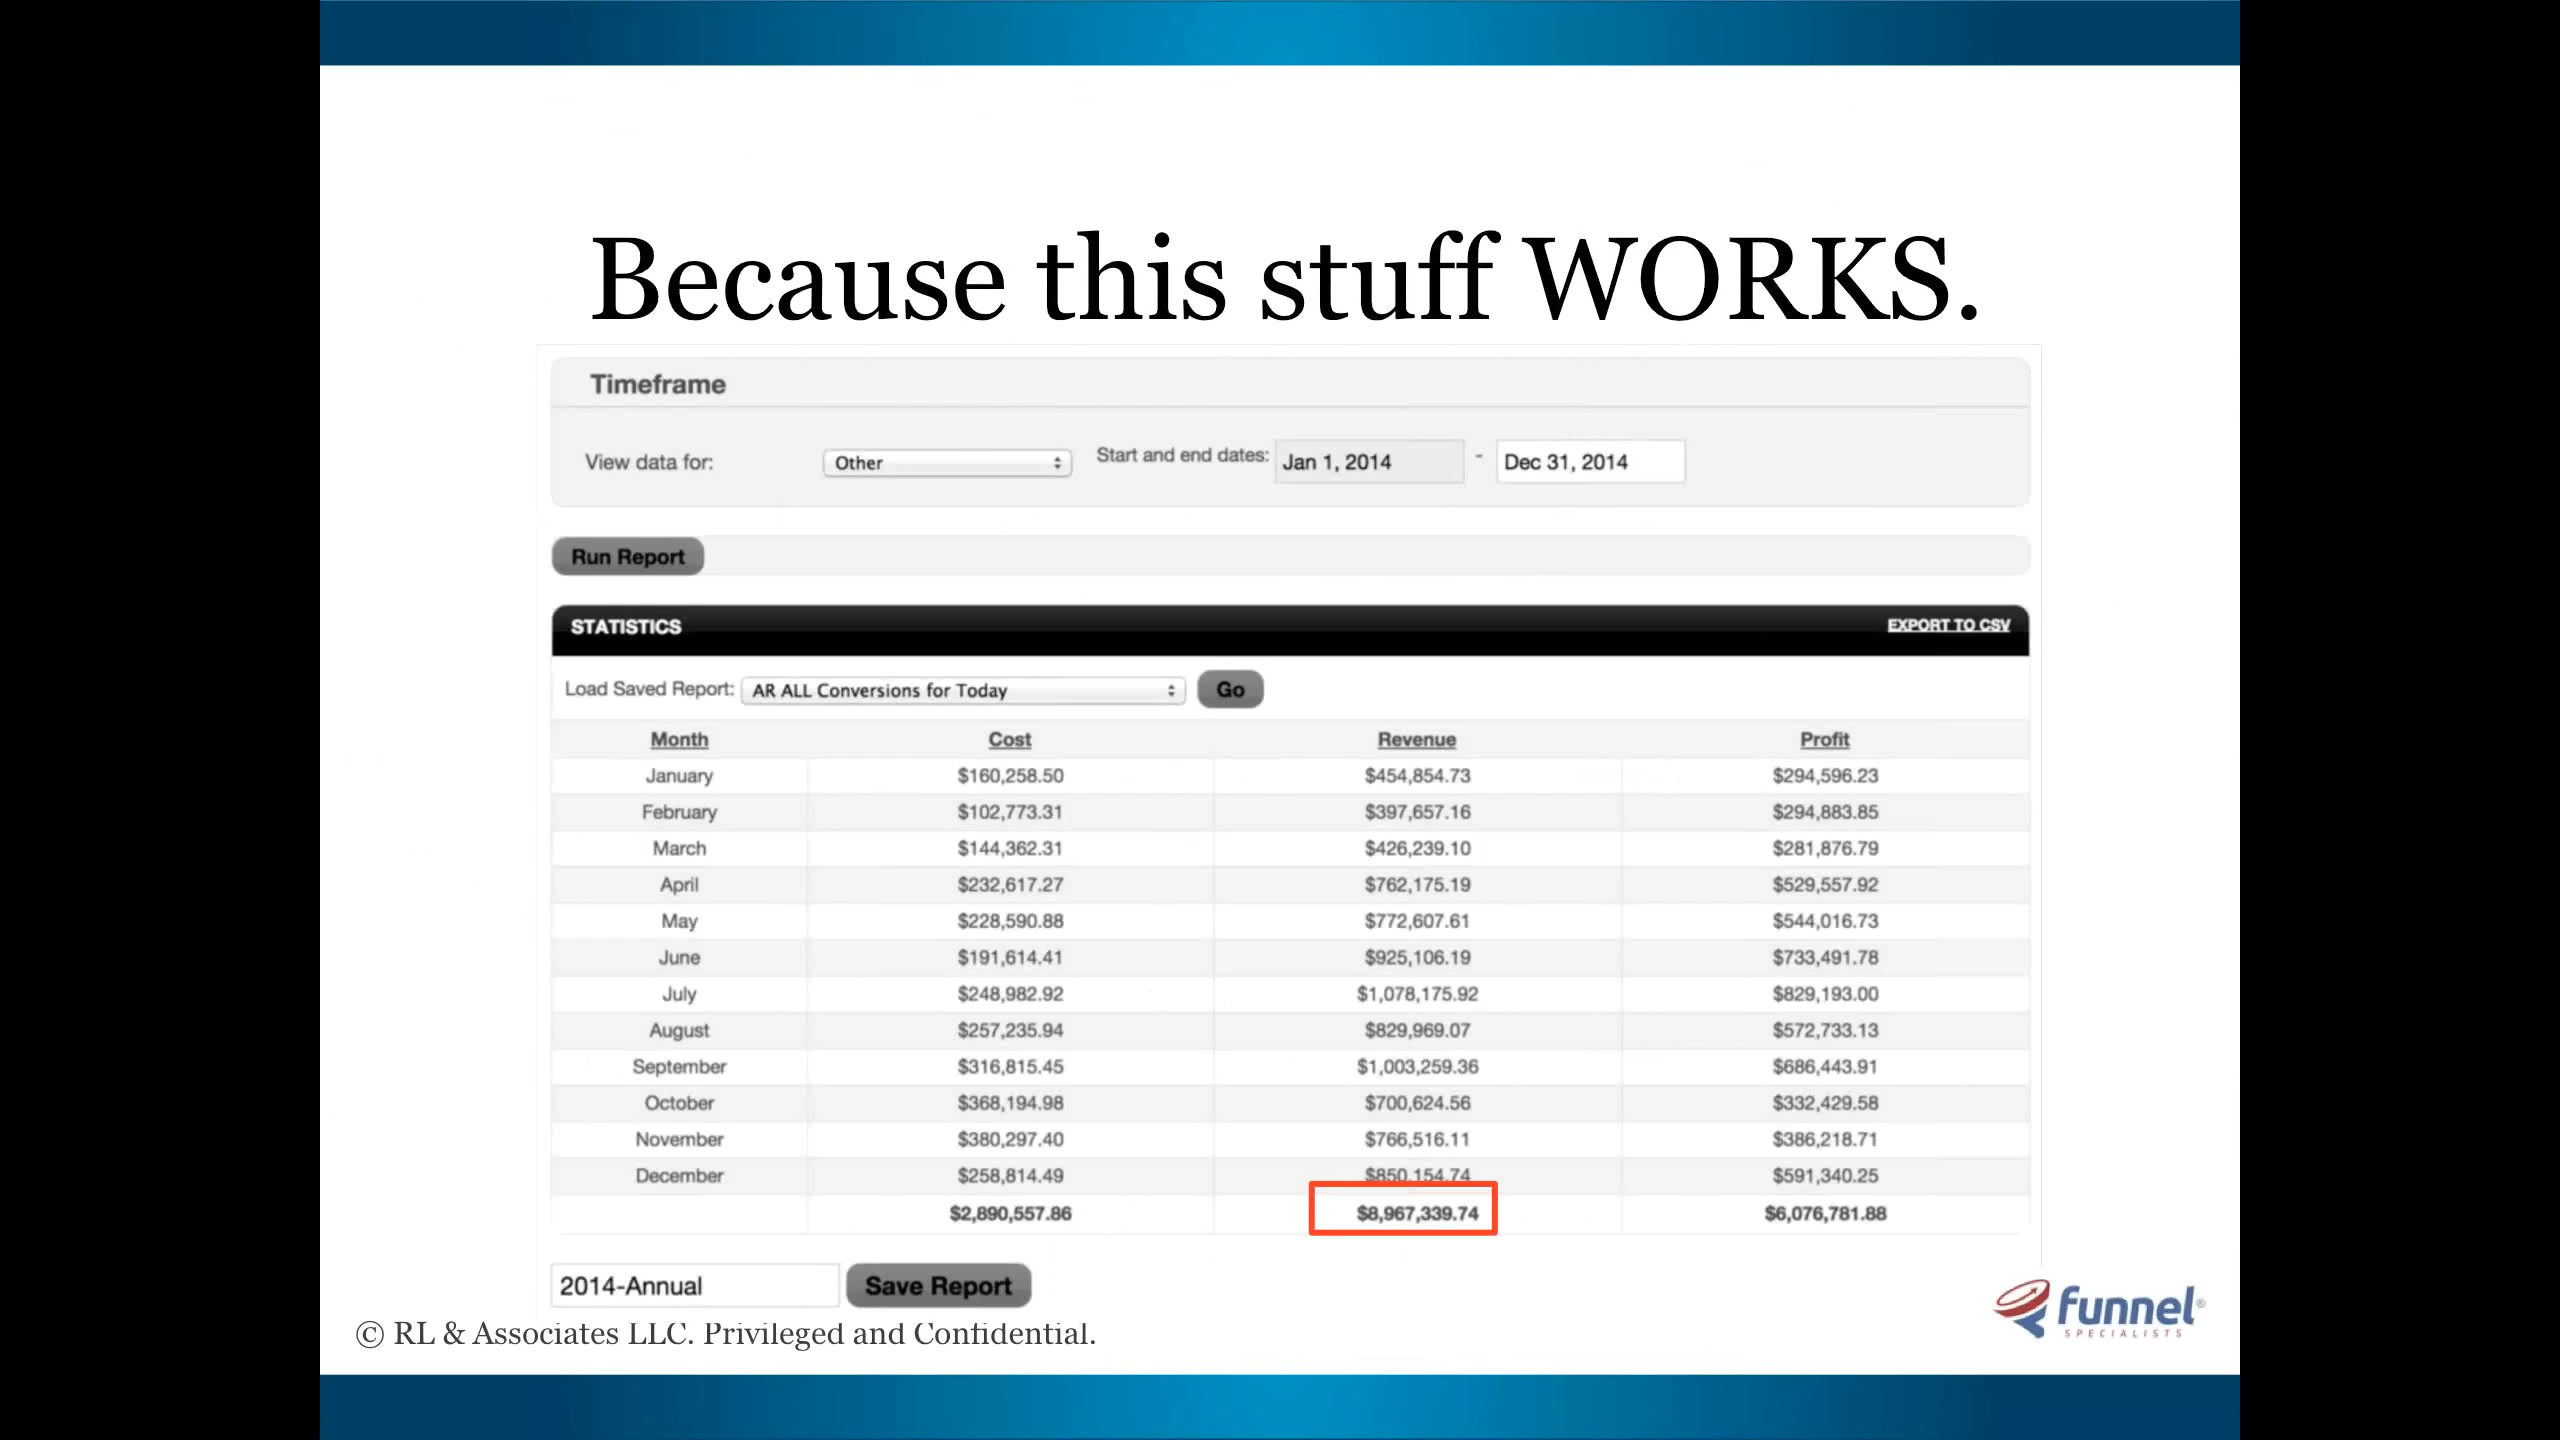 Because this stuff WORKS.
Timeframe
View data for: Other Start and end dates: Jan 1, 2014 - Dec 31, 2014
Run Report
STATISTICS EXPORT TO CSV
Load Saved Report: AR ALL Conversions for Today Go
Month Cost Revenue Profit
January $160,258.50 $454,854.73 $294,596.23
February $102,773.31 $397,657.16 $294,883.85
March $144,362.31 $426,239.10 $281,876.79
April $232,617.27 $762,175.19 $529,557.92
May $228,590.88 $772,607.61 $544,016.73
June $191,614.41 $925,106.19 $733,491.78
July $248,982.92 $1,078,175.92 $829,193.00
August $257,235.94 $829,969.07 $572,733.13
September $316,815.45 $1,003,259.36 $686,443.91
October $368,194.98 $700,624.56 $332,429.58
November $380,297.40 $766,516.11 $386,218.71
December $258,814.49 $850,154.74 $591,340.25
$2,890,557.86 $8,967,339.74 $6,076,781.88
2014-Annual Save Report
© RL & Associates LLC. Privileged and Confidential.
funnel®
SPECIALISTS